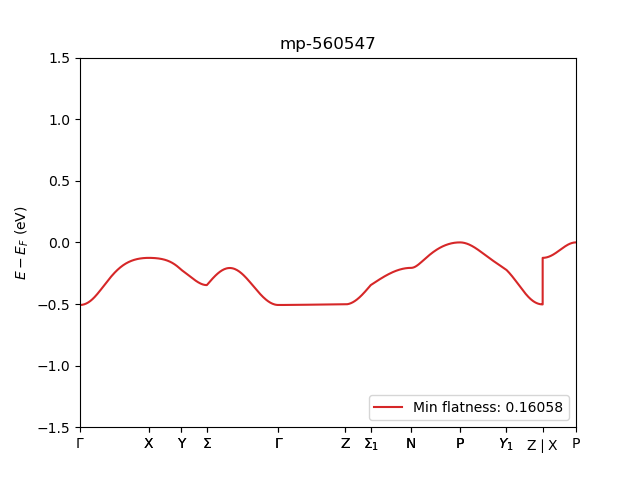 mp-560547
E − E_F (eV)
1.5
1.0
0.5
0.0
−0.5
−1.0
−1.5
Min flatness: 0.16058
Γ X Y Σ Γ Z Σ₁ N P Y₁ Z | X P